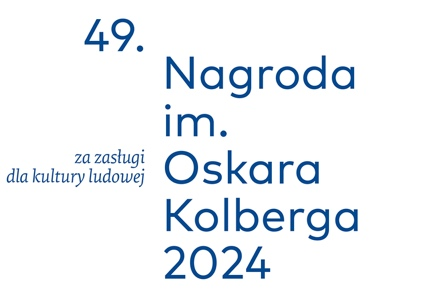 49.
Nagroda
im.
za zasługi
dla kultury ludowej
Oskara
Kolberga
2024